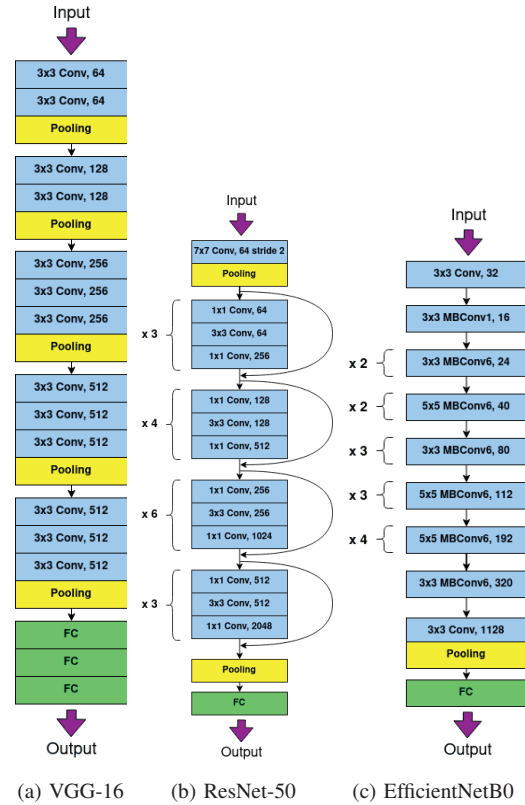 Input
3x3 Conv, 64
3x3 Conv, 64
Pooling
3x3 Conv, 128
3x3 Conv, 128
Pooling
3x3 Conv, 256
3x3 Conv, 256
3x3 Conv, 256
Pooling
3x3 Conv, 512
3x3 Conv, 512
3x3 Conv, 512
Pooling
3x3 Conv, 512
3x3 Conv, 512
3x3 Conv, 512
Pooling
FC
FC
FC
Output
(a) VGG-16
Input
7x7 Conv, 64 stride 2
Pooling
x 3
1x1 Conv, 64
3x3 Conv, 64
1x1 Conv, 256
x 4
1x1 Conv, 128
3x3 Conv, 128
1x1 Conv, 512
x 6
1x1 Conv, 256
3x3 Conv, 256
1x1 Conv, 1024
x 3
1x1 Conv, 512
3x3 Conv, 512
1x1 Conv, 2048
Pooling
FC
Output
(b) ResNet-50
Input
3x3 Conv, 32
3x3 MBConv1, 16
x 2
3x3 MBConv6, 24
x 2
5x5 MBConv6, 40
x 3
3x3 MBConv6, 80
x 3
5x5 MBConv6, 112
x 4
5x5 MBConv6, 192
3x3 MBConv6, 320
3x3 Conv, 1128
Pooling
FC
Output
(c) EfficientNetB0